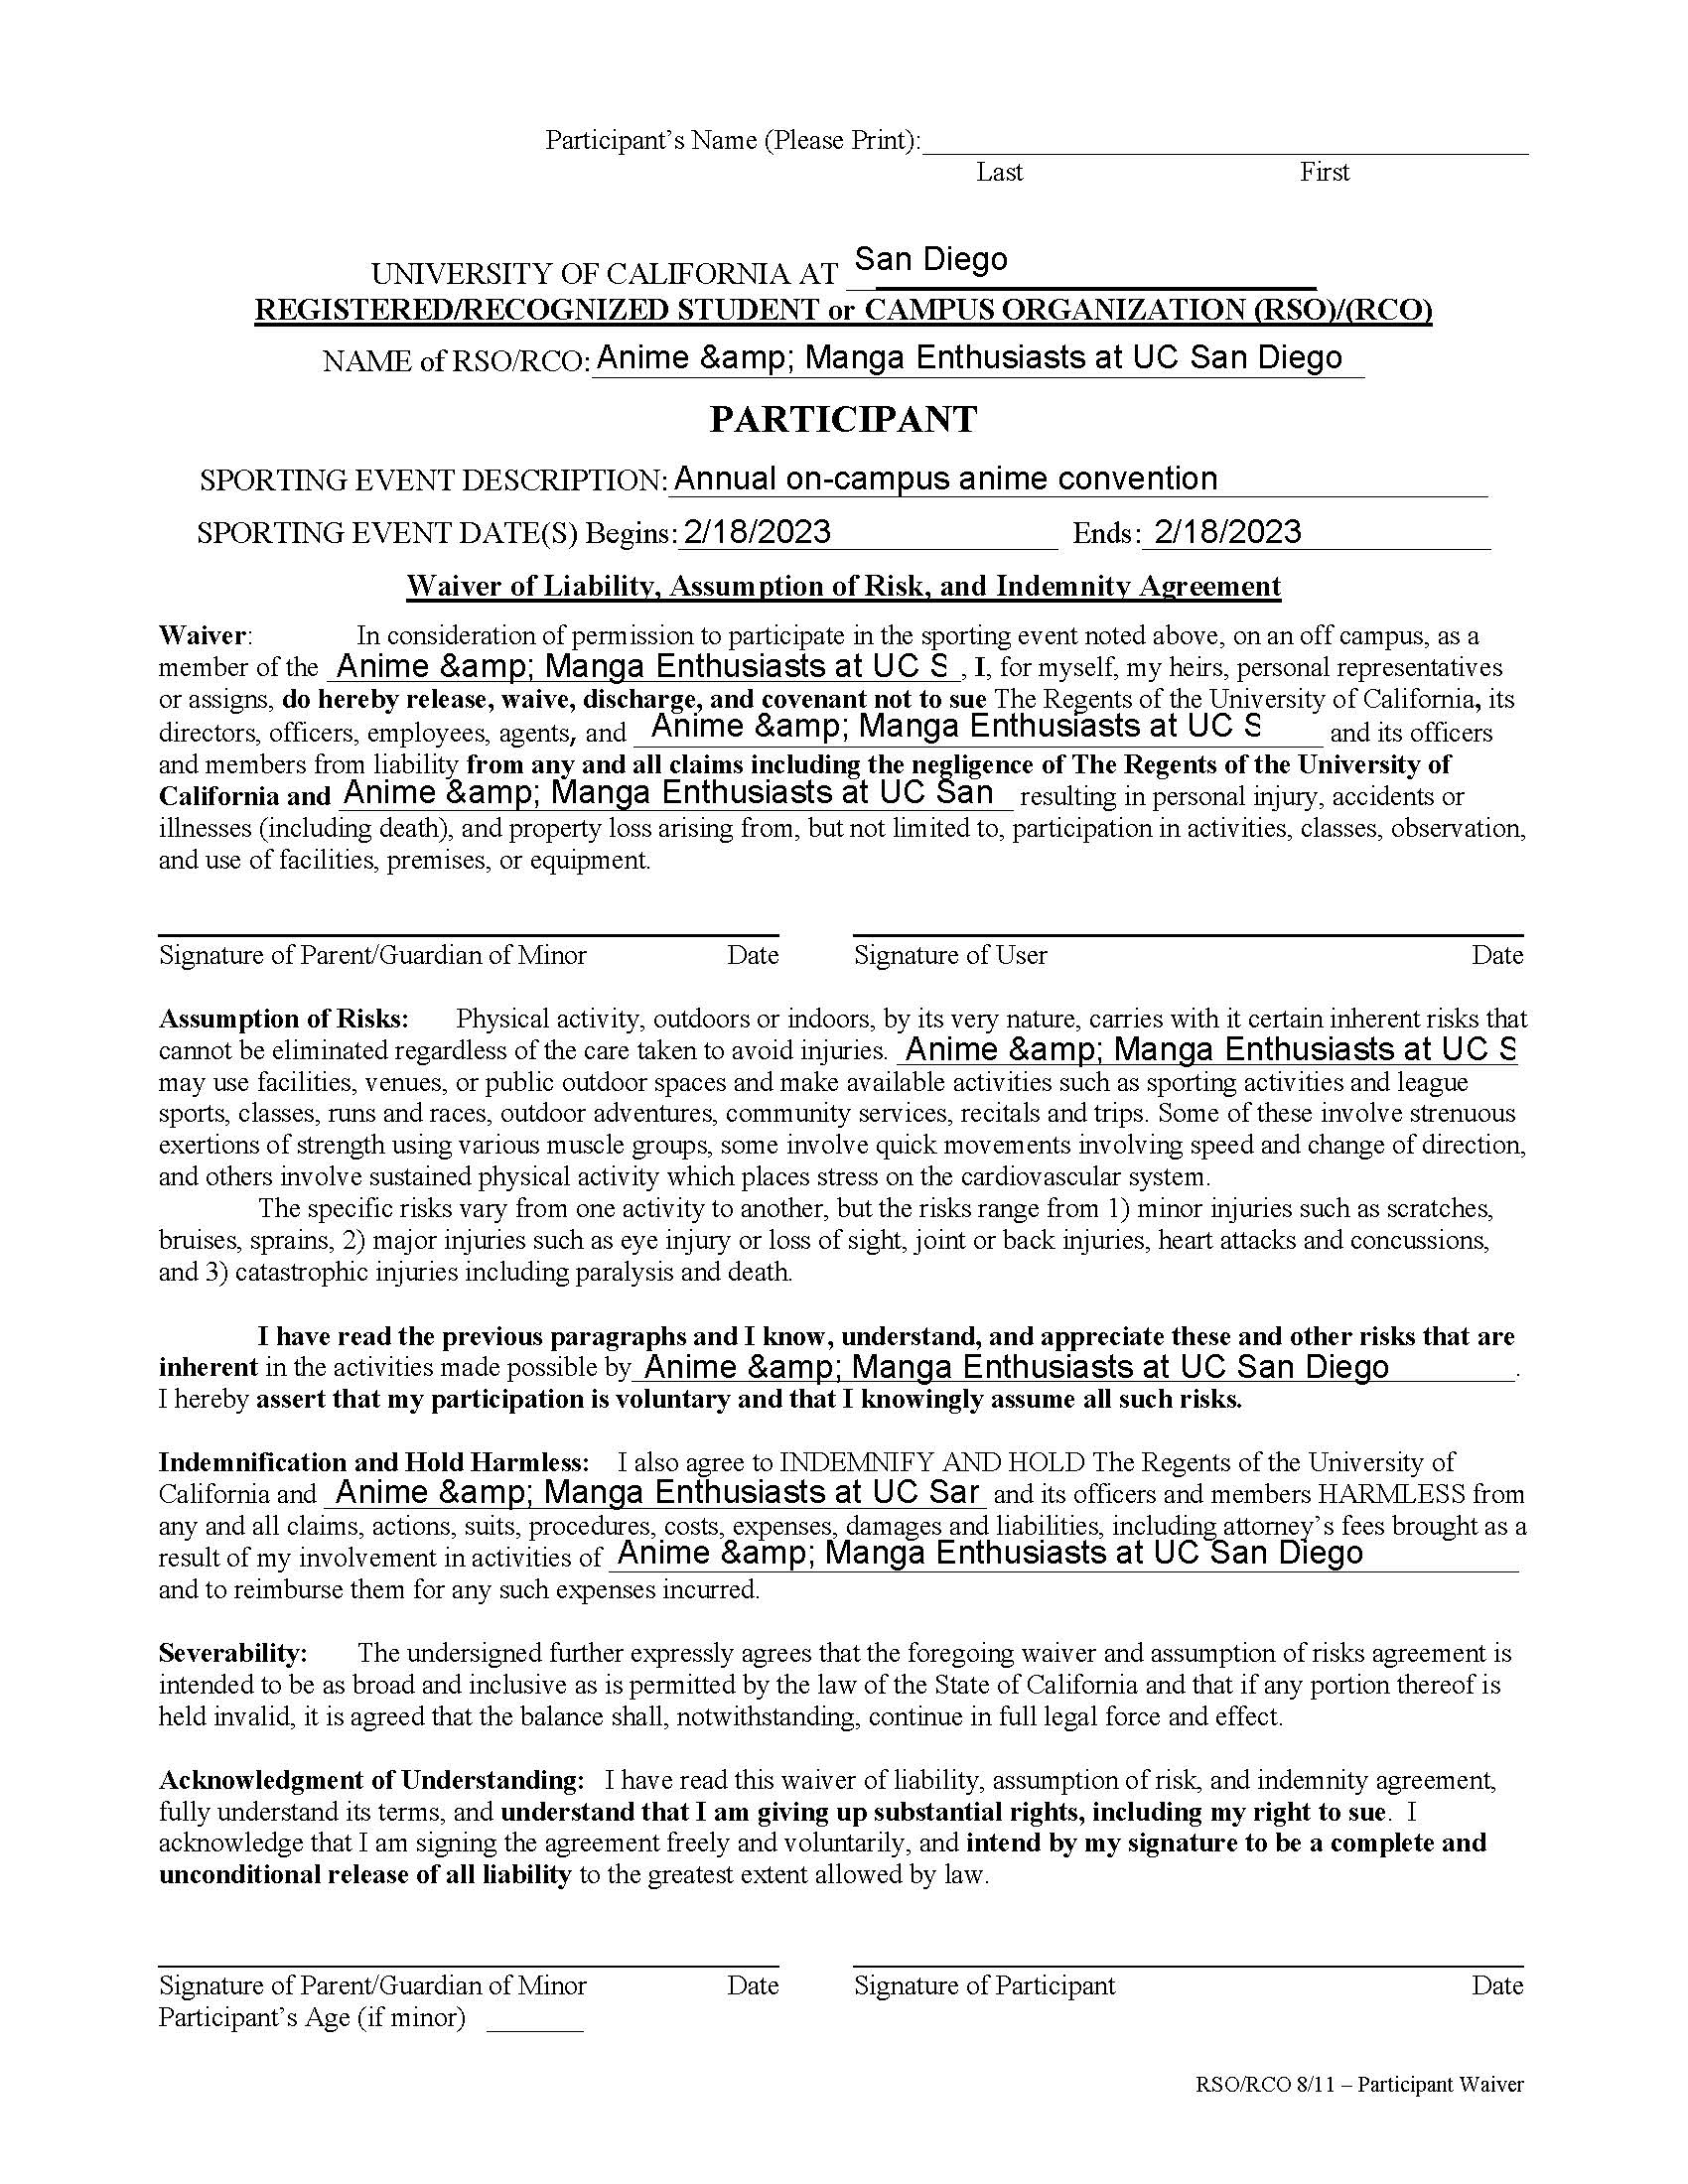 Participant’s Name (Please Print):
Last First
UNIVERSITY OF CALIFORNIA AT San Diego
REGISTERED/RECOGNIZED STUDENT or CAMPUS ORGANIZATION (RSO)/(RCO)
NAME of RSO/RCO: Anime &amp; Manga Enthusiasts at UC San Diego
PARTICIPANT
SPORTING EVENT DESCRIPTION: Annual on-campus anime convention
SPORTING EVENT DATE(S) Begins: 2/18/2023 Ends: 2/18/2023
Waiver of Liability, Assumption of Risk, and Indemnity Agreement
Waiver: In consideration of permission to participate in the sporting event noted above, on an off campus, as a
member of the Anime &amp; Manga Enthusiasts at UC S , I, for myself, my heirs, personal representatives
or assigns, do hereby release, waive, discharge, and covenant not to sue The Regents of the University of California, its
directors, officers, employees, agents, and Anime &amp; Manga Enthusiasts at UC S and its officers
and members from liability from any and all claims including the negligence of The Regents of the University of
California and Anime &amp; Manga Enthusiasts at UC San resulting in personal injury, accidents or
illnesses (including death), and property loss arising from, but not limited to, participation in activities, classes, observation,
and use of facilities, premises, or equipment.
Signature of Parent/Guardian of Minor Date Signature of User Date
Assumption of Risks: Physical activity, outdoors or indoors, by its very nature, carries with it certain inherent risks that
cannot be eliminated regardless of the care taken to avoid injuries. Anime &amp; Manga Enthusiasts at UC S
may use facilities, venues, or public outdoor spaces and make available activities such as sporting activities and league
sports, classes, runs and races, outdoor adventures, community services, recitals and trips. Some of these involve strenuous
exertions of strength using various muscle groups, some involve quick movements involving speed and change of direction,
and others involve sustained physical activity which places stress on the cardiovascular system.
The specific risks vary from one activity to another, but the risks range from 1) minor injuries such as scratches,
bruises, sprains, 2) major injuries such as eye injury or loss of sight, joint or back injuries, heart attacks and concussions,
and 3) catastrophic injuries including paralysis and death.
I have read the previous paragraphs and I know, understand, and appreciate these and other risks that are
inherent in the activities made possible by Anime &amp; Manga Enthusiasts at UC San Diego.
I hereby assert that my participation is voluntary and that I knowingly assume all such risks.
Indemnification and Hold Harmless: I also agree to INDEMNIFY AND HOLD The Regents of the University of
California and Anime &amp; Manga Enthusiasts at UC Sar and its officers and members HARMLESS from
any and all claims, actions, suits, procedures, costs, expenses, damages and liabilities, including attorney’s fees brought as a
result of my involvement in activities of Anime &amp; Manga Enthusiasts at UC San Diego
and to reimburse them for any such expenses incurred.
Severability: The undersigned further expressly agrees that the foregoing waiver and assumption of risks agreement is
intended to be as broad and inclusive as is permitted by the law of the State of California and that if any portion thereof is
held invalid, it is agreed that the balance shall, notwithstanding, continue in full legal force and effect.
Acknowledgment of Understanding: I have read this waiver of liability, assumption of risk, and indemnity agreement,
fully understand its terms, and understand that I am giving up substantial rights, including my right to sue. I
acknowledge that I am signing the agreement freely and voluntarily, and intend by my signature to be a complete and
unconditional release of all liability to the greatest extent allowed by law.
Signature of Parent/Guardian of Minor Date Signature of Participant Date
Participant’s Age (if minor)
RSO/RCO 8/11 – Participant Waiver